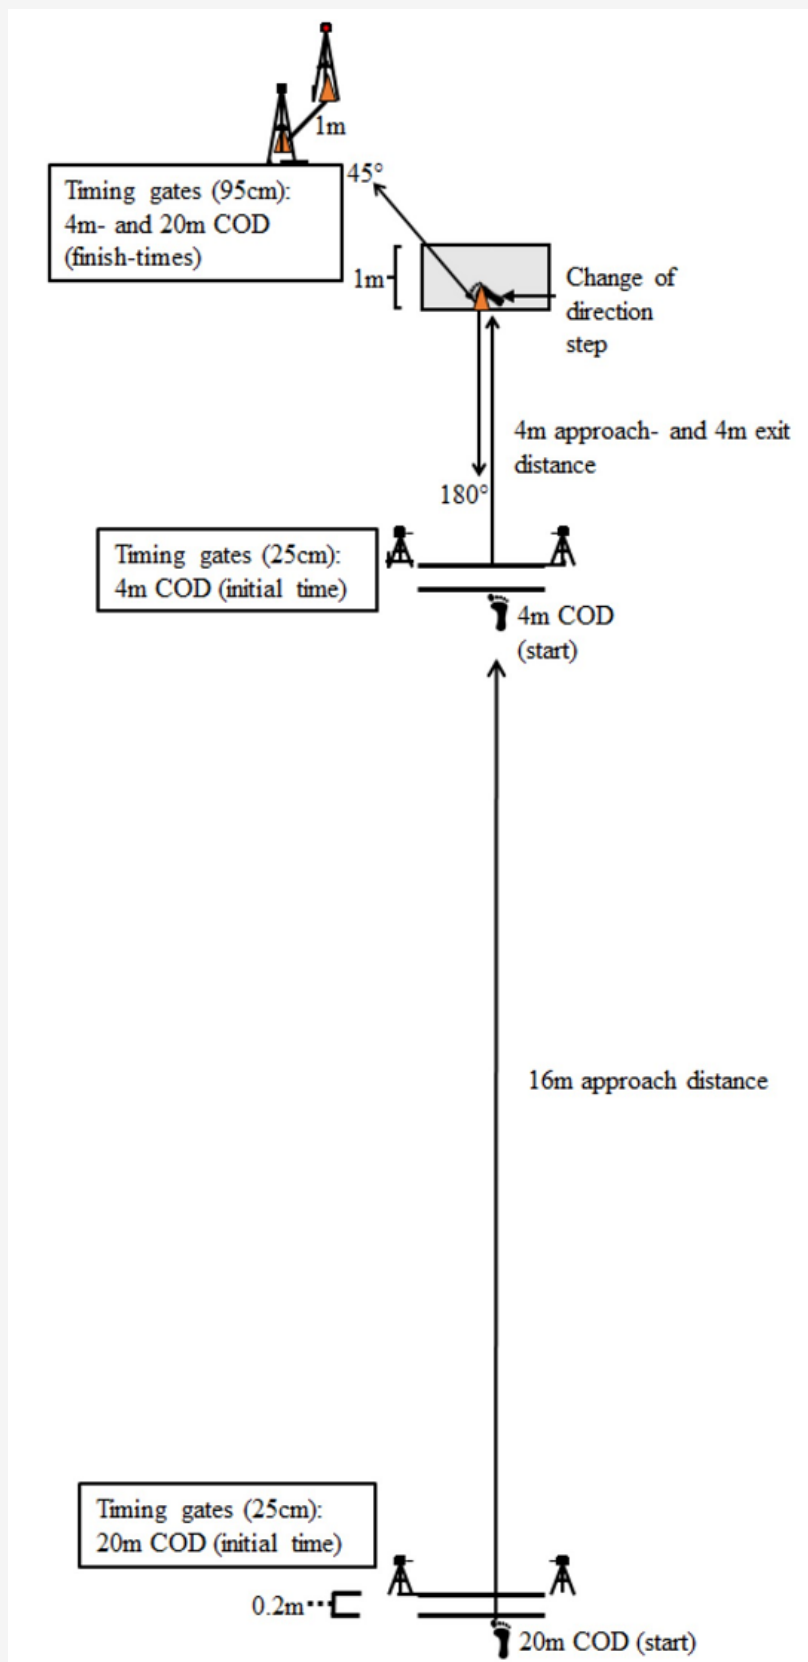 1m
45°
Timing gates (95cm):
4m- and 20m COD
(finish-times)
1m
Change of
direction
step
4m approach- and 4m exit
distance
180°
Timing gates (25cm):
4m COD (initial time)
4m COD
(start)
16m approach distance
Timing gates (25cm):
20m COD (initial time)
0.2m
20m COD (start)